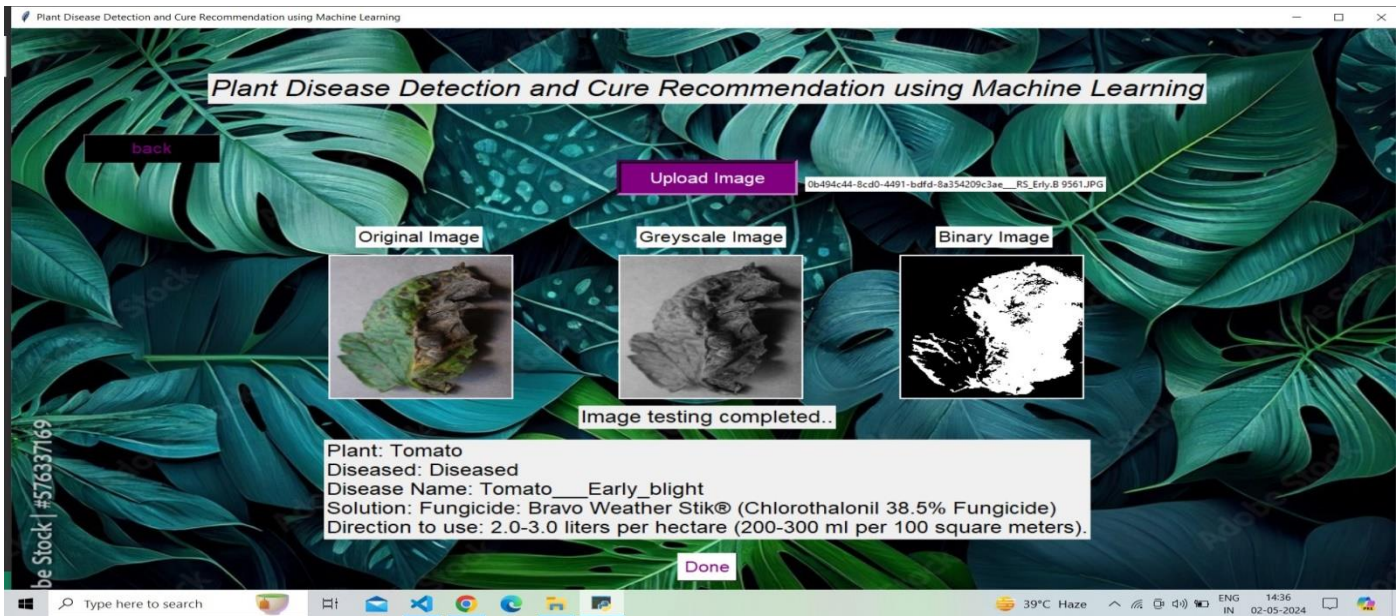 Plant Disease Detection and Cure Recommendation using Machine Learning
Plant Disease Detection and Cure Recommendation using Machine Learning
back
Upload Image
0b494c44-8cd0-4491-bdfd-8a354209c3ae___RS_Erly.B 9561.JPG
Original Image
Greyscale Image
Binary Image
Image testing completed..
Plant: Tomato
Diseased: Diseased
Disease Name: Tomato___Early_blight
Solution: Fungicide: Bravo Weather Stik® (Chlorothalonil 38.5% Fungicide)
Direction to use: 2.0-3.0 liters per hectare (200-300 ml per 100 square meters).
Done
be Stock | #576337169
Type here to search
39°C Haze
ENG
IN
14:36
02-05-2024